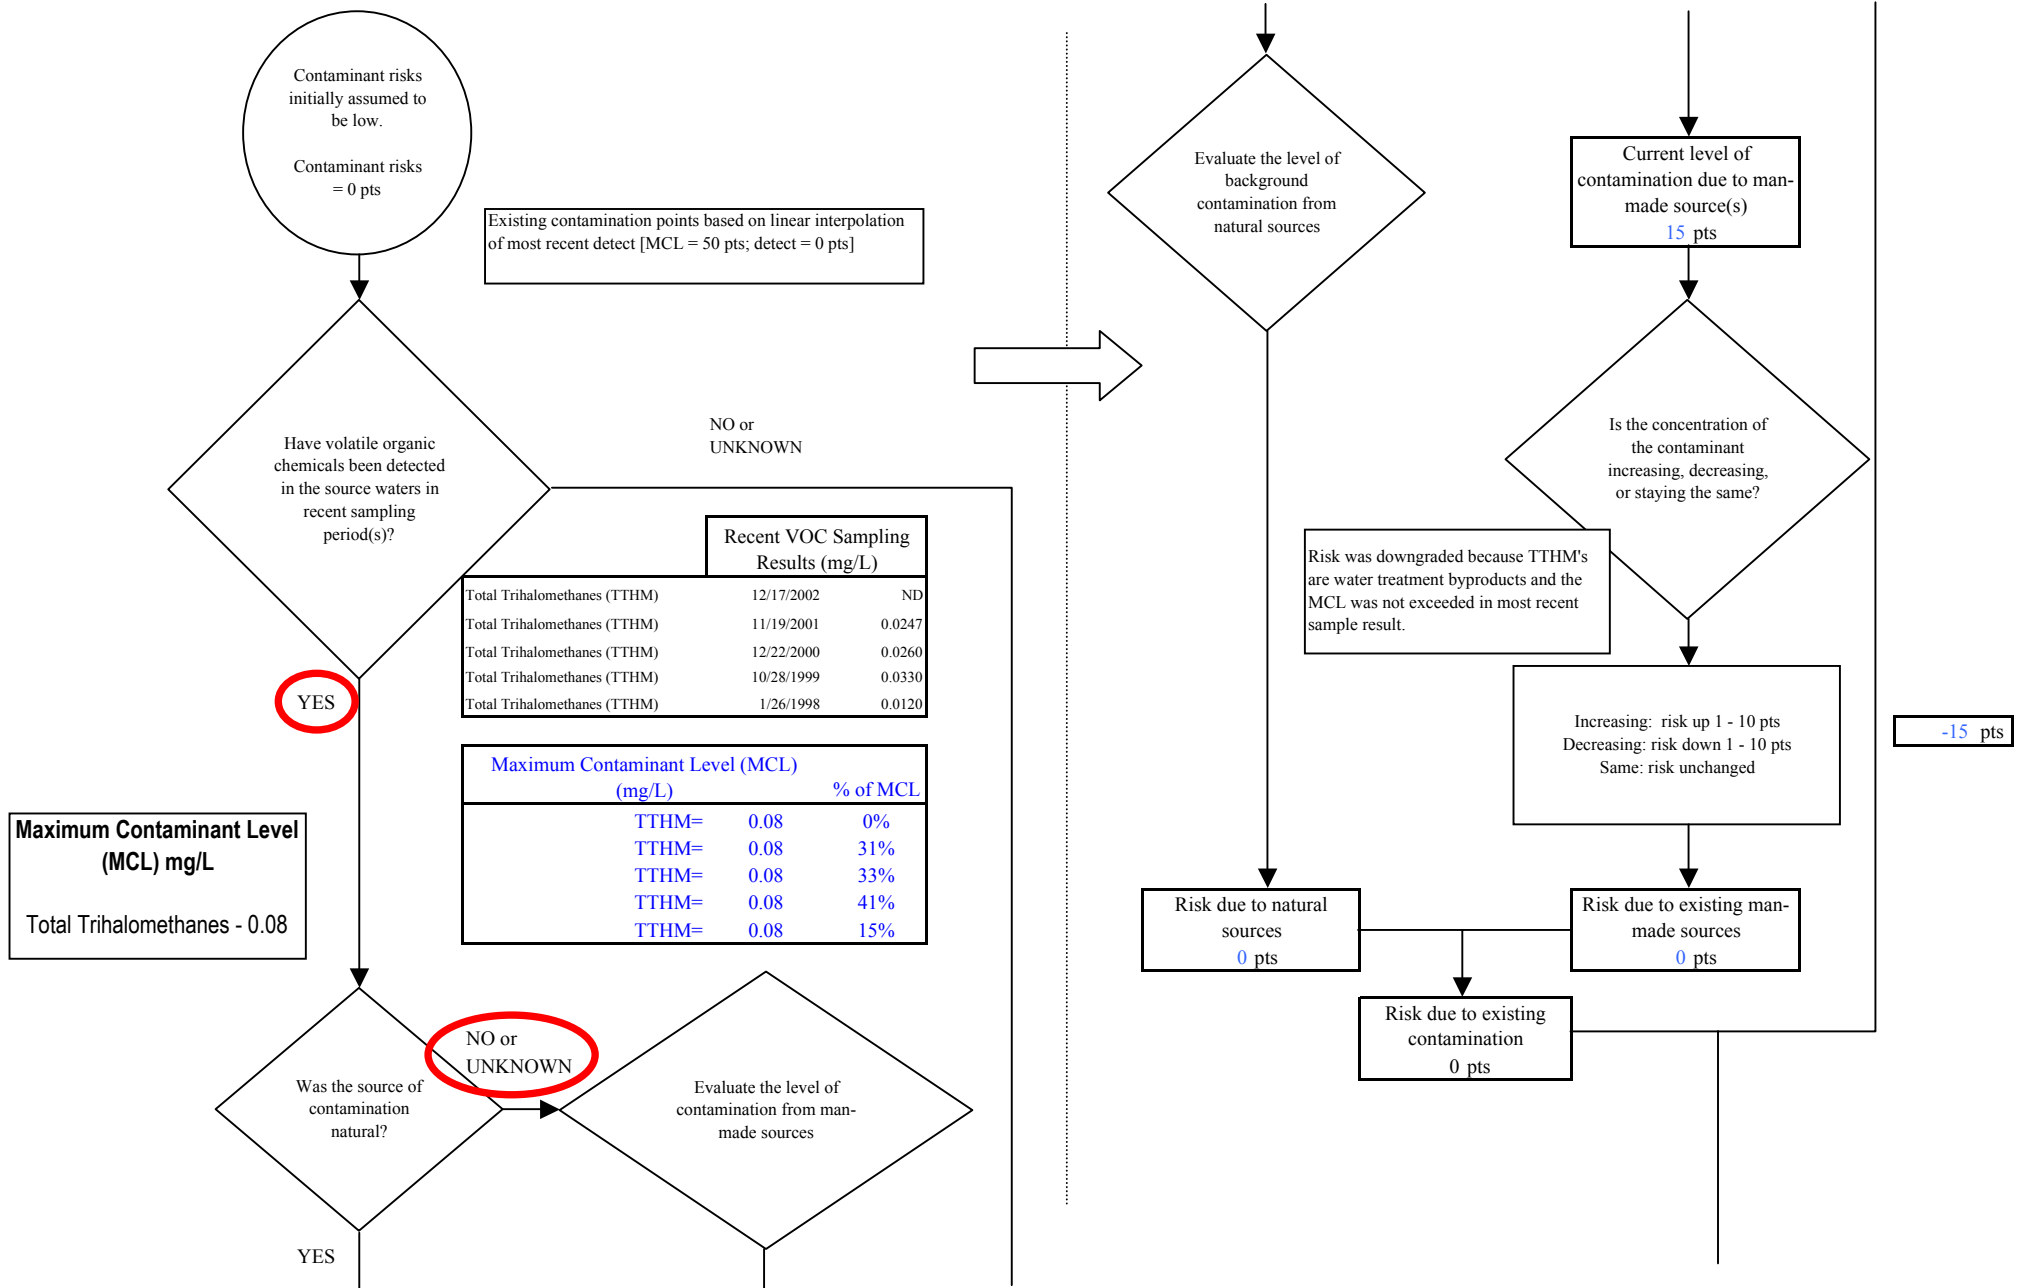 Contaminant risks
initially assumed to
be low.
Contaminant risks
= 0 pts
Existing contamination points based on linear interpolation
of most recent detect [MCL = 50 pts; detect = 0 pts]
Have volatile organic
chemicals been detected
in the source waters in
recent sampling
period(s)?
NO or
UNKNOWN
YES
Recent VOC Sampling
Results (mg/L)
Total Trihalomethanes (TTHM) 12/17/2002 ND
Total Trihalomethanes (TTHM) 11/19/2001 0.0247
Total Trihalomethanes (TTHM) 12/22/2000 0.0260
Total Trihalomethanes (TTHM) 10/28/1999 0.0330
Total Trihalomethanes (TTHM) 1/26/1998 0.0120
Maximum Contaminant Level (MCL)
(mg/L) % of MCL
TTHM= 0.08 0%
TTHM= 0.08 31%
TTHM= 0.08 33%
TTHM= 0.08 41%
TTHM= 0.08 15%
Maximum Contaminant Level
(MCL) mg/L
Total Trihalomethanes - 0.08
Was the source of
contamination
natural?
NO or
UNKNOWN
YES
Evaluate the level of
contamination from man-
made sources
Evaluate the level of
background
contamination from
natural sources
Current level of
contamination due to man-
made source(s)
15 pts
Is the concentration of
the contaminant
increasing, decreasing,
or staying the same?
Risk was downgraded because TTHM's
are water treatment byproducts and the
MCL was not exceeded in most recent
sample result.
Increasing: risk up 1 - 10 pts
Decreasing: risk down 1 - 10 pts
Same: risk unchanged
-15 pts
Risk due to natural
sources
0 pts
Risk due to existing man-
made sources
0 pts
Risk due to existing
contamination
0 pts